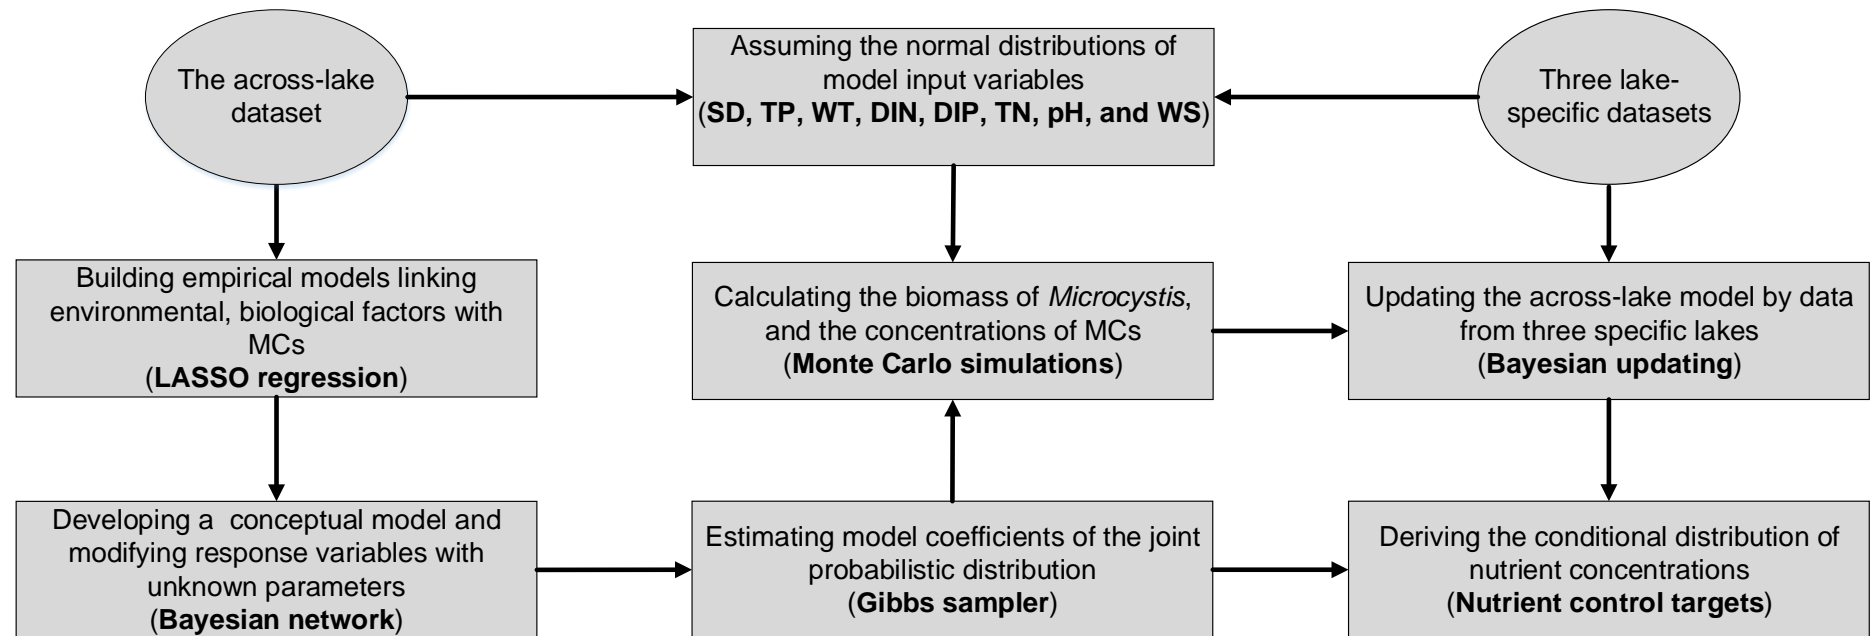 The across-lake
dataset
Assuming the normal distributions of
model input variables
(SD, TP, WT, DIN, DIP, TN, pH, and WS)
Three lake-
specific datasets
Building empirical models linking
environmental, biological factors with
MCs
(LASSO regression)
Calculating the biomass of Microcystis,
and the concentrations of MCs
(Monte Carlo simulations)
Updating the across-lake model by data
from three specific lakes
(Bayesian updating)
Developing a conceptual model and
modifying response variables with
unknown parameters
(Bayesian network)
Estimating model coefficients of the joint
probabilistic distribution
(Gibbs sampler)
Deriving the conditional distribution of
nutrient concentrations
(Nutrient control targets)